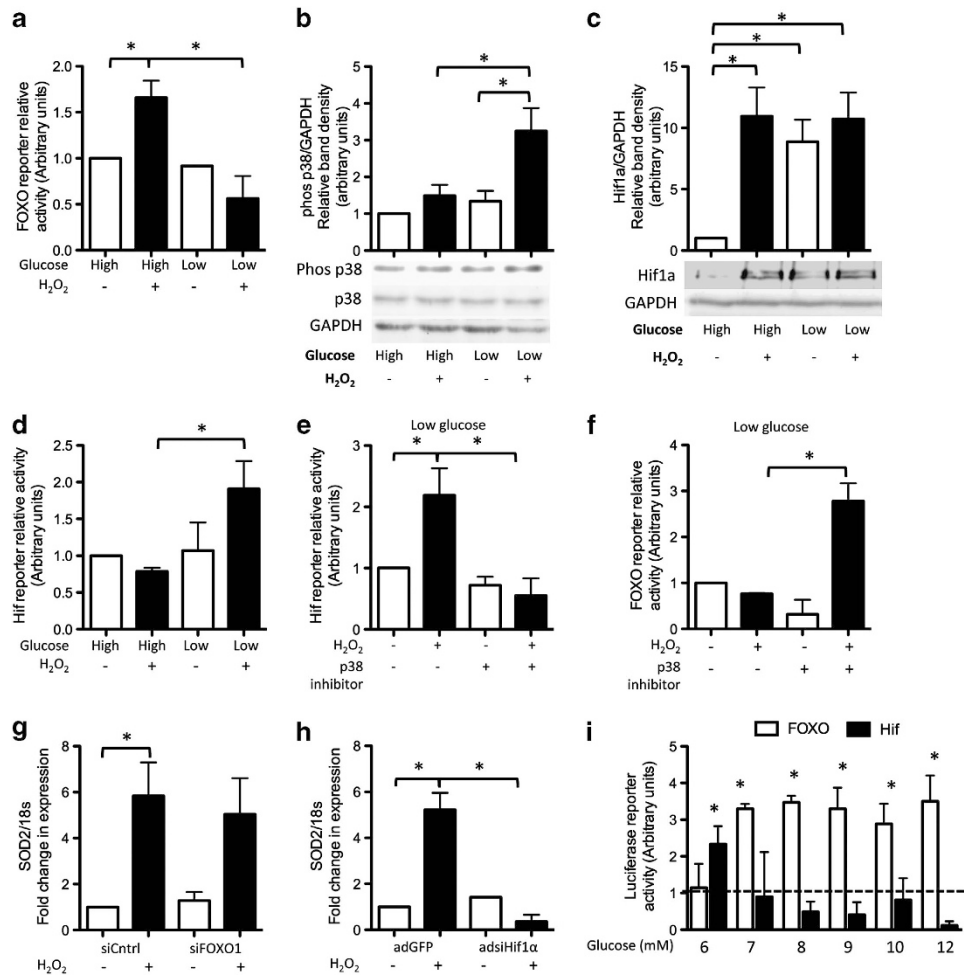 a
FOXO reporter relative
activity (Arbitrary units)
2.0
1.5
1.0
0.5
0.0
* *
Glucose High High Low Low
H2O2 - + - +
b
phos p38/GAPDH
Relative band density
(arbitrary units)
5
4
3
2
1
0
*
*
Phos p38
p38
GAPDH
Glucose High High Low Low
H2O2 - + - +
c
Hif1a/GAPDH
Relative band density
(arbitrary units)
15
10
5
0
*
*
*
Hif1a
GAPDH
Glucose High High Low Low
H2O2 - + - +
d
Hif reporter relative activity
(Arbitrary units)
2.5
2.0
1.5
1.0
0.5
0.0
*
Glucose High High Low Low
H2O2 - + - +
e
Low glucose
Hif reporter relative activity
(Arbitrary units)
3
2
1
0
* *
H2O2 - + - +
p38 - - + +
inhibitor
f
Low glucose
FOXO reporter relative
activity (Arbitrary units)
4
3
2
1
0
*
H2O2 - + - +
p38 - - + +
inhibitor
g
SOD2/18s
Fold change in expression
8
6
4
2
0
*
siCntrl siFOXO1
H2O2 - + - +
h
SOD2/18s
Fold change in expression
8
6
4
2
0
* *
adGFP adsiHif1α
H2O2 - + - +
i
FOXO Hif
Luciferase reporter
activity (Arbitrary units)
5
4
3
2
1
0
* * * * * *
Glucose (mM) 6 7 8 9 10 12